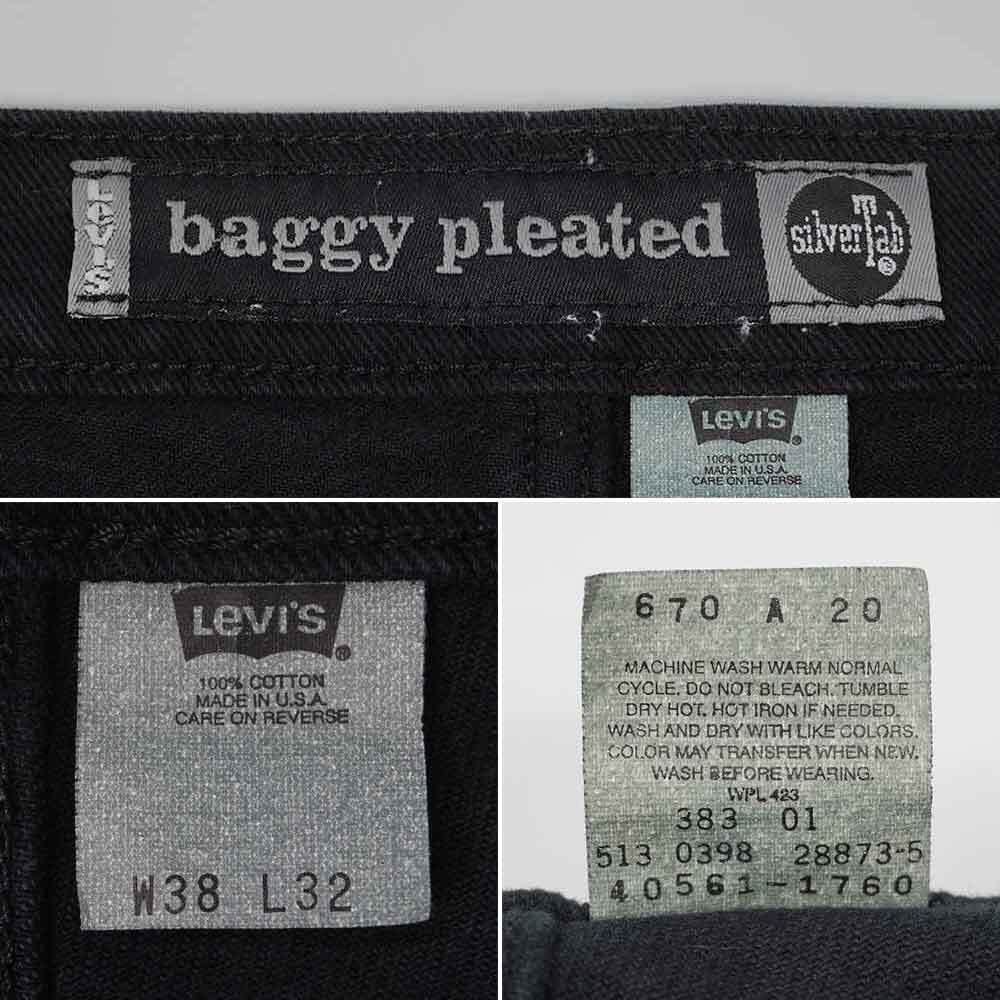 Levi's
baggy pleated
silverTab
®
LEVI'S
®
100% COTTON
MADE IN U.S.A.
CARE ON REVERSE
LEVI'S
®
100% COTTON
MADE IN U.S.A.
CARE ON REVERSE
W38 L32
670 A 20
MACHINE WASH WARM NORMAL
CYCLE. DO NOT BLEACH. TUMBLE
DRY HOT. HOT IRON IF NEEDED.
WASH AND DRY WITH LIKE COLORS.
COLOR MAY TRANSFER WHEN NEW.
WASH BEFORE WEARING.
WPL 423
383 01
513 0398 28873-5
40561-1760